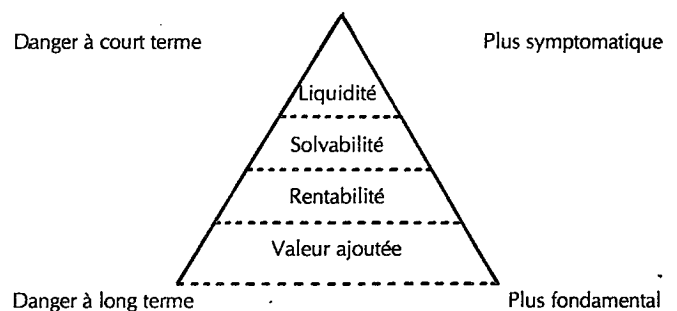 Danger à court terme
Plus symptomatique
Liquidité
Solvabilité
Rentabilité
Valeur ajoutée
Danger à long terme
Plus fondamental